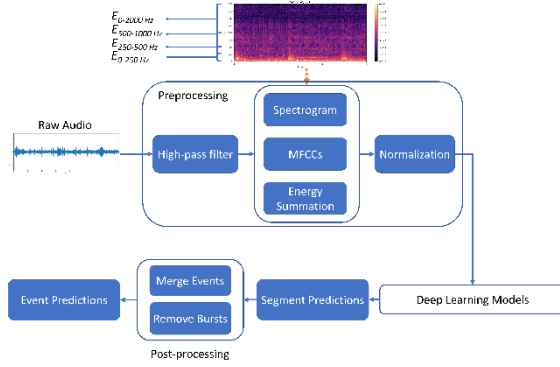 E0-2000 Hz
E500-1000 Hz
E250-500 Hz
E0-250 Hz
Preprocessing
Raw Audio
High-pass filter
Spectrogram
MFCCs
Energy
Summation
Normalization
Event Predictions
Merge Events
Remove Bursts
Segment Predictions
Deep Learning Models
Post-processing